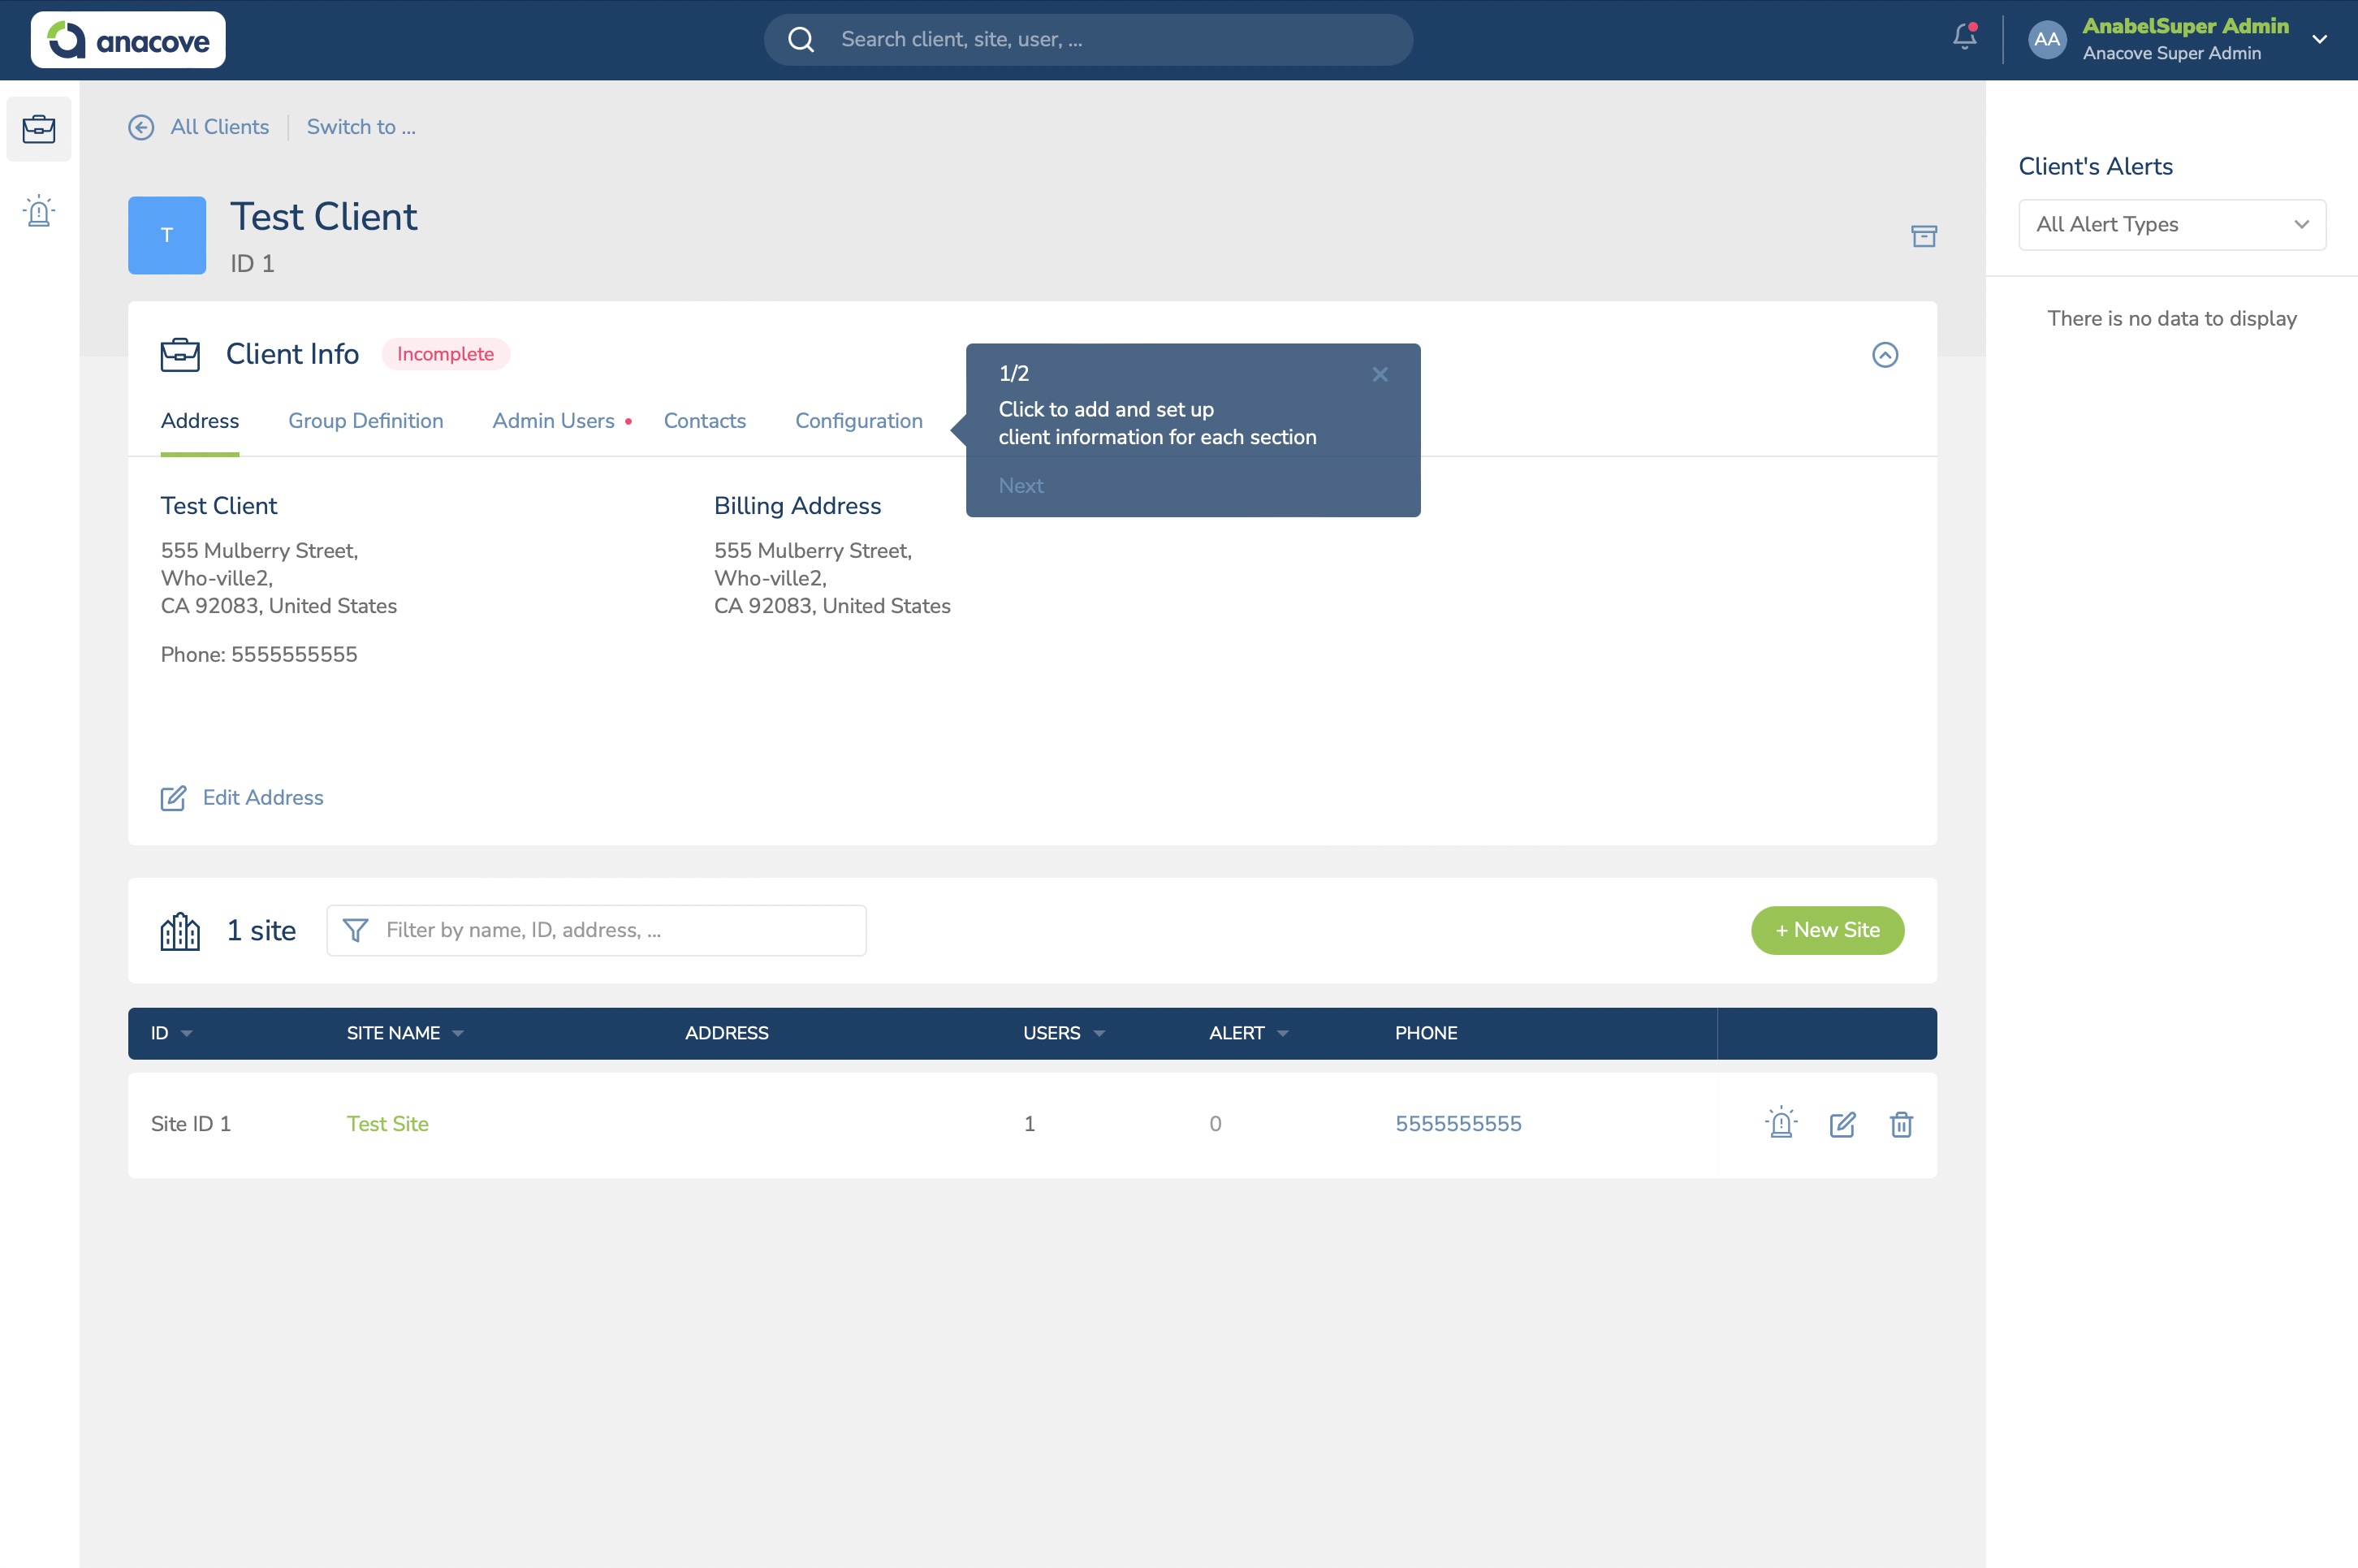 anacove
Search client, site, user, ...
AA
AnabelSuper Admin
Anacove Super Admin
All Clients
Switch to ...
T
Test Client
ID 1
Client Info
Incomplete
Address
Group Definition
Admin Users
Contacts
Configuration
1/2
Click to add and set up
client information for each section
Next
Test Client
555 Mulberry Street,
Who-ville2,
CA 92083, United States
Phone: 5555555555
Billing Address
555 Mulberry Street,
Who-ville2,
CA 92083, United States
Edit Address
1 site
Filter by name, ID, address, ...
+ New Site
ID
SITE NAME
ADDRESS
USERS
ALERT
PHONE
Site ID 1
Test Site
1
0
5555555555
Client's Alerts
All Alert Types
There is no data to display